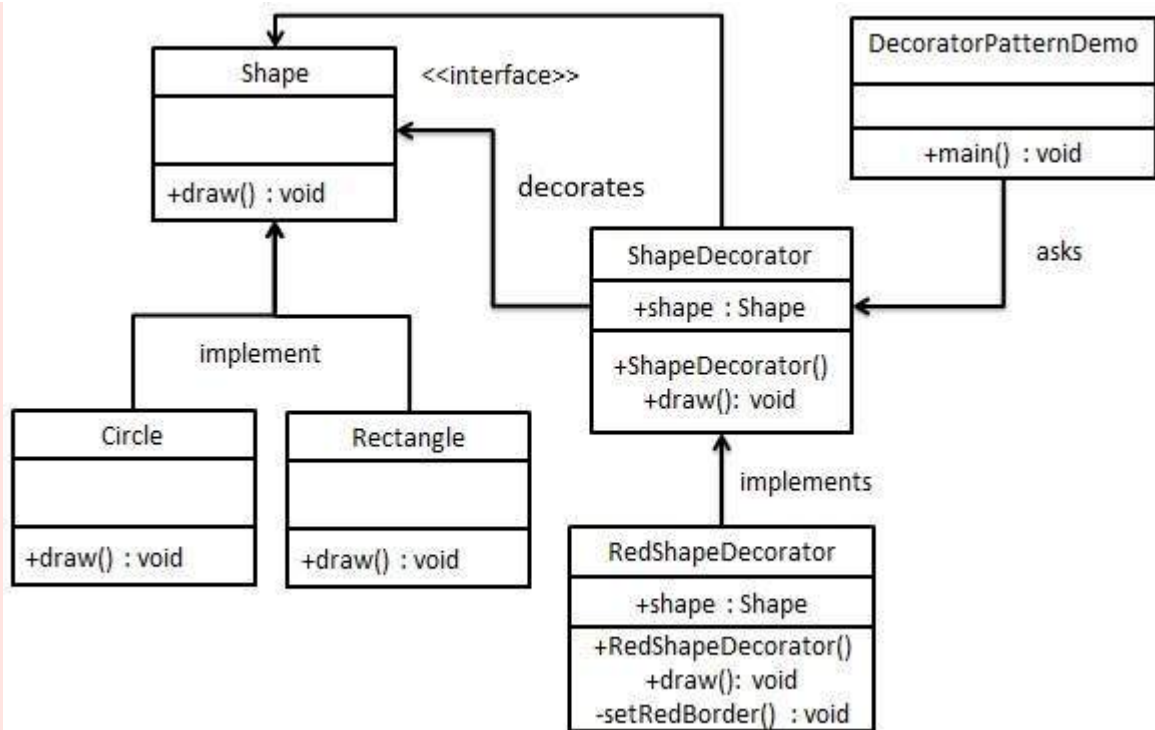 Shape
<<interface>>
+draw() : void
DecoratorPatternDemo
+main() : void
decorates
asks
ShapeDecorator
+shape : Shape
+ShapeDecorator()
+draw(): void
implement
Circle
+draw() : void
Rectangle
+draw() : void
implements
RedShapeDecorator
+shape : Shape
+RedShapeDecorator()
+draw(): void
-setRedBorder() : void